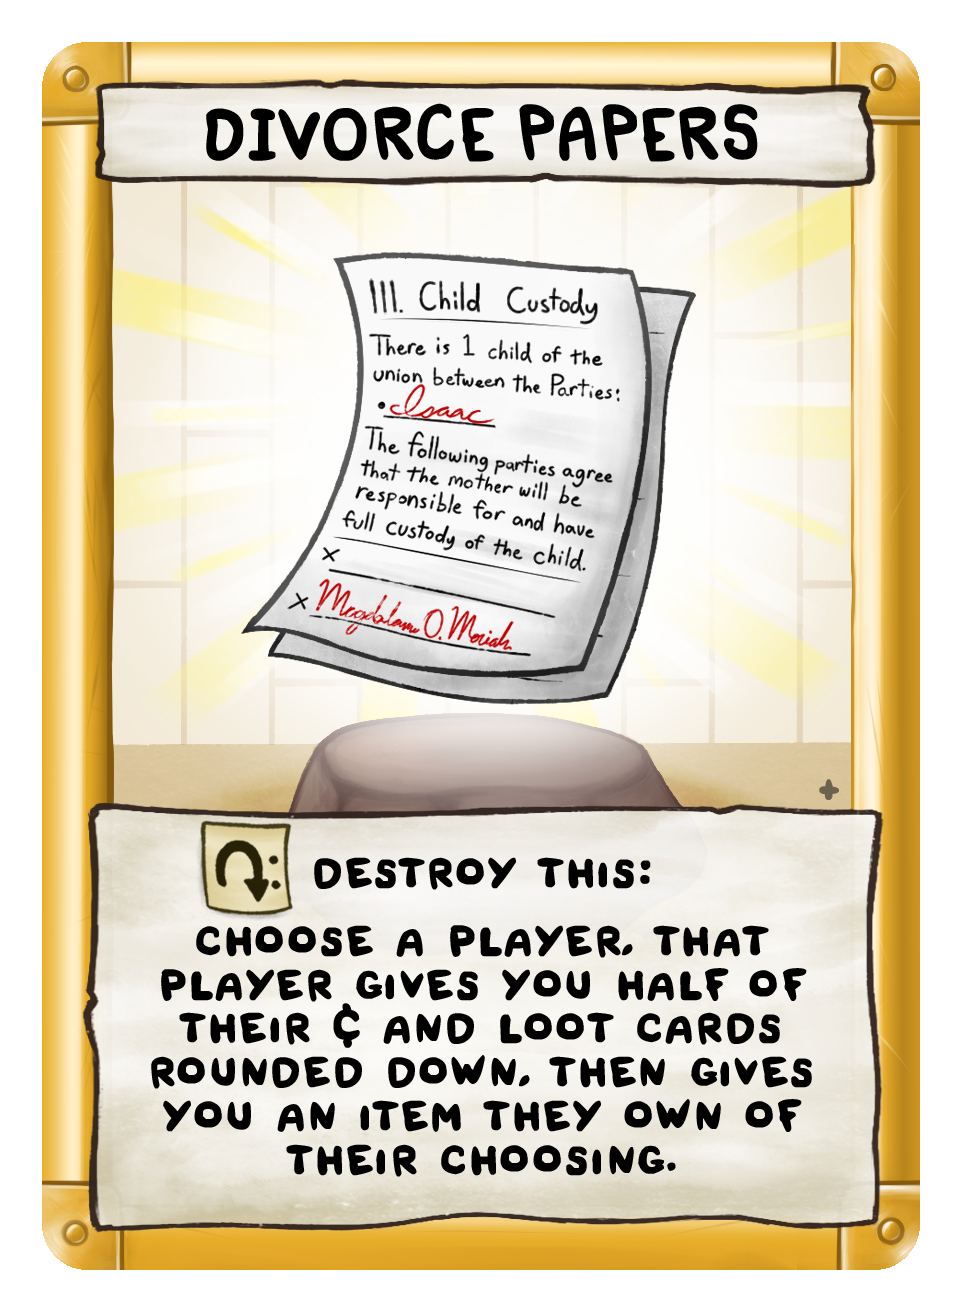 DIVORCE PAPERS
III. Child Custody
There is 1 child of the
union between the Parties:
• Isaac
The following parties agree
that the mother will be
responsible for and have
full custody of the child.
X
X Magdalene O. Moriah
DESTROY THIS:
CHOOSE A PLAYER. THAT
PLAYER GIVES YOU HALF OF
THEIR ¢ AND LOOT CARDS
ROUNDED DOWN. THEN GIVES
YOU AN ITEM THEY OWN OF
THEIR CHOOSING.